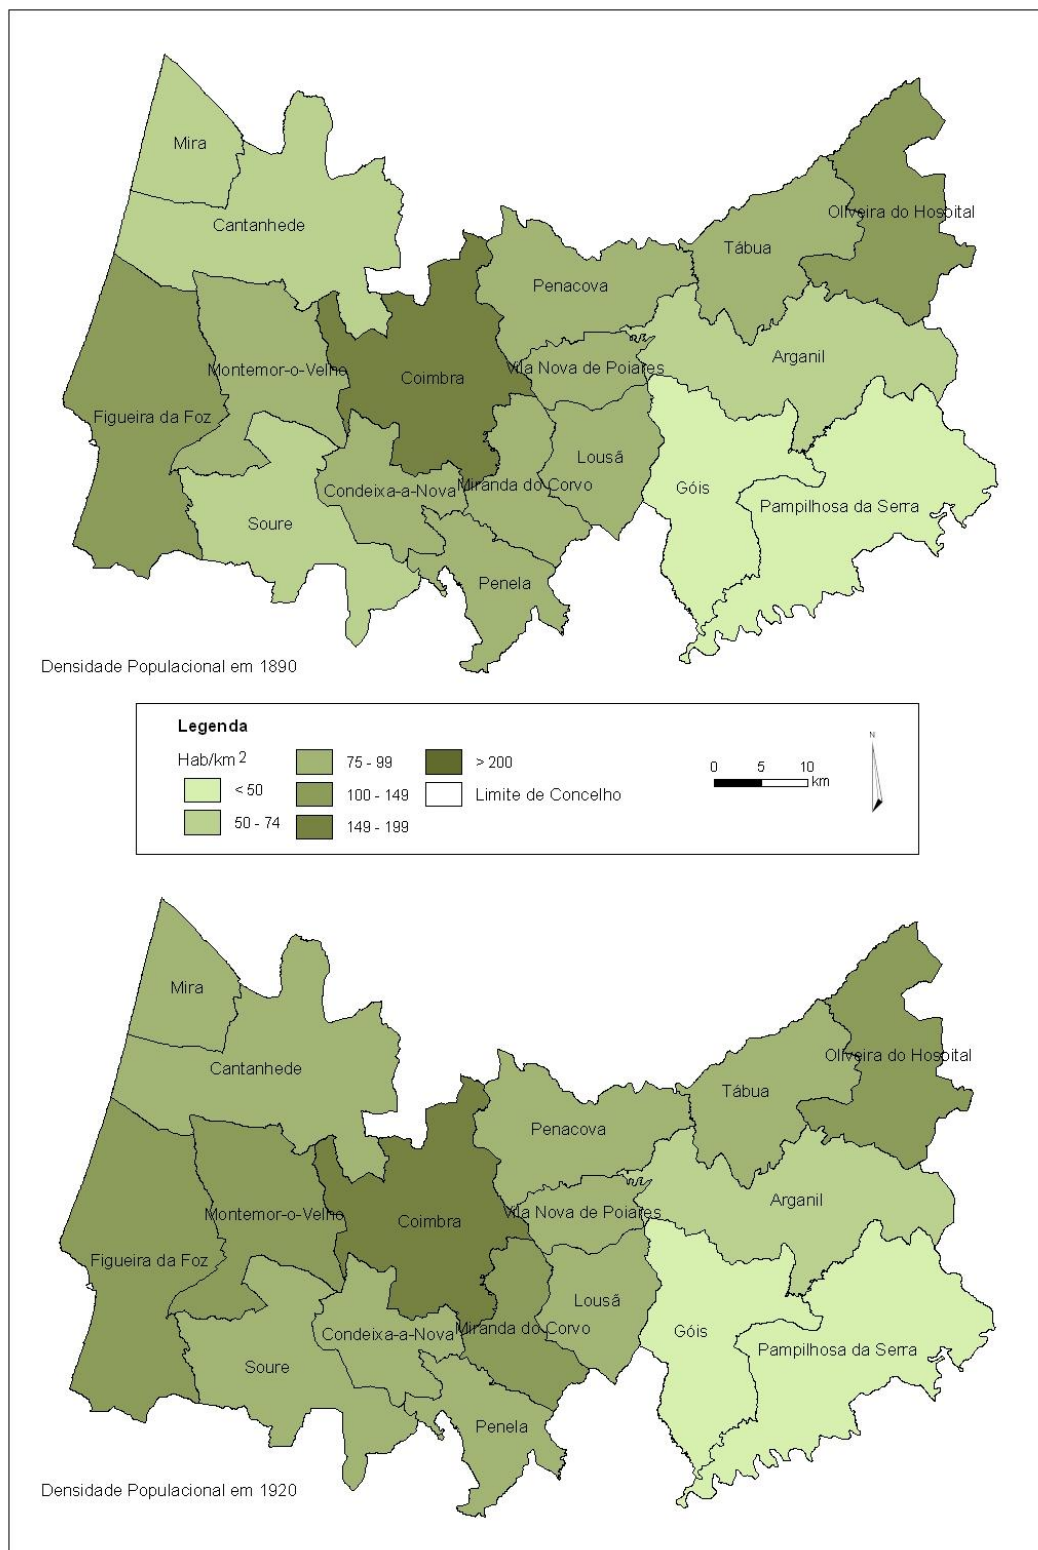 Mira
Cantanhede
Oliveira do Hospital
Tábua
Penacova
Arganil
Vila Nova de Poiares
Montemor-o-Velho
Coimbra
Figueira da Foz
Lousã
Condeixa-a-Nova
Miranda do Corvo
Góis
Pampilhosa da Serra
Soure
Penela
Densidade Populacional em 1890
Legenda
Hab/km 2
< 50
50 - 74
75 - 99
100 - 149
149 - 199
> 200
Limite de Concelho
0 5 10
km
N
Mira
Cantanhede
Oliveira do Hospital
Tábua
Penacova
Arganil
Vila Nova de Poiares
Montemor-o-Velho
Coimbra
Figueira da Foz
Lousã
Condeixa-a-Nova
Miranda do Corvo
Góis
Pampilhosa da Serra
Soure
Penela
Densidade Populacional em 1920